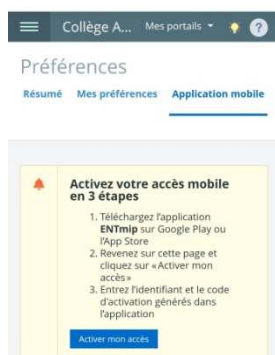 Collège A... Mes portails ?
Préférences
Résumé Mes préférences Application mobile
Activez votre accès mobile
en 3 étapes
1. Téléchargez l'application
ENTmip sur Google Play ou
l'App Store
2. Revenez sur cette page et
cliquez sur «Activer mon
accès»
3. Entrez l'identifiant et le code
d'activation générés dans
l'application
Activer mon accès